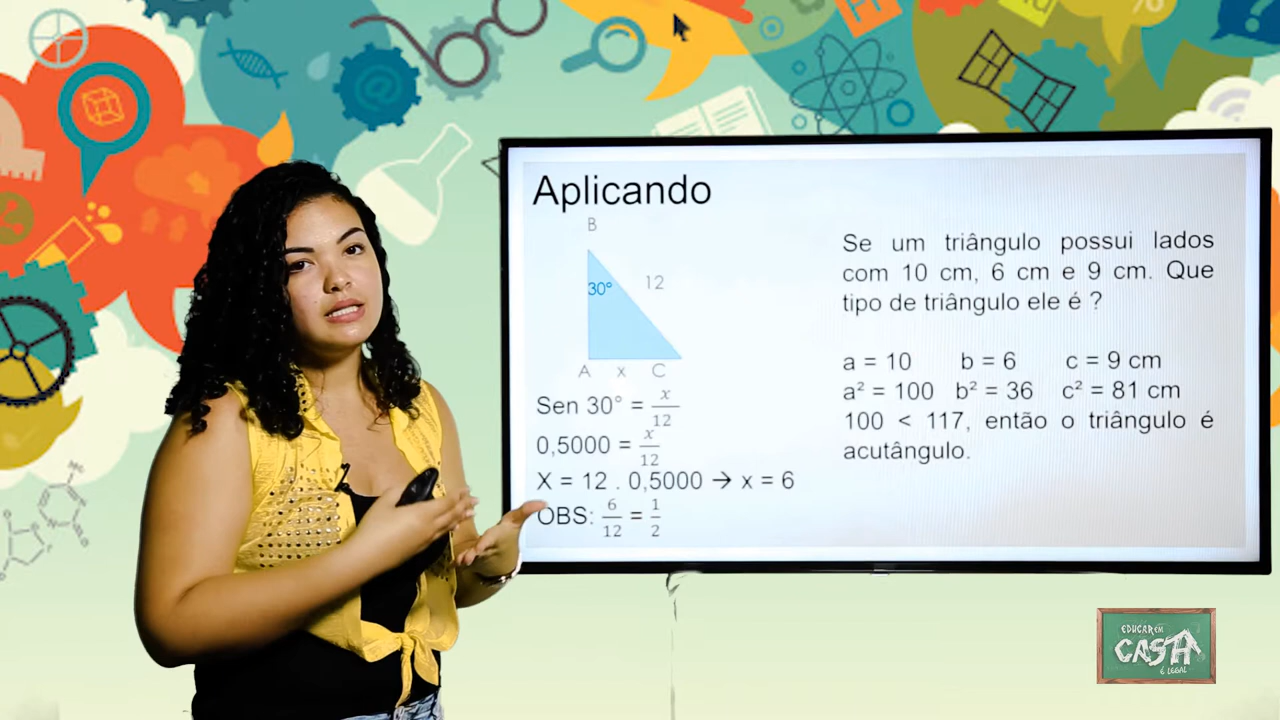 Aplicando
B
30º
12
A x C
Sen 30° = x/12
0,5000 = x/12
X = 12 . 0,5000 → x = 6
OBS: 6/12 = 1/2
Se um triângulo possui lados
com 10 cm, 6 cm e 9 cm. Que
tipo de triângulo ele é ?
a = 10 b = 6 c = 9 cm
a² = 100 b² = 36 c² = 81 cm
100 < 117, então o triângulo é
acutângulo.
EDUCAR EM
CASA
É LEGAL